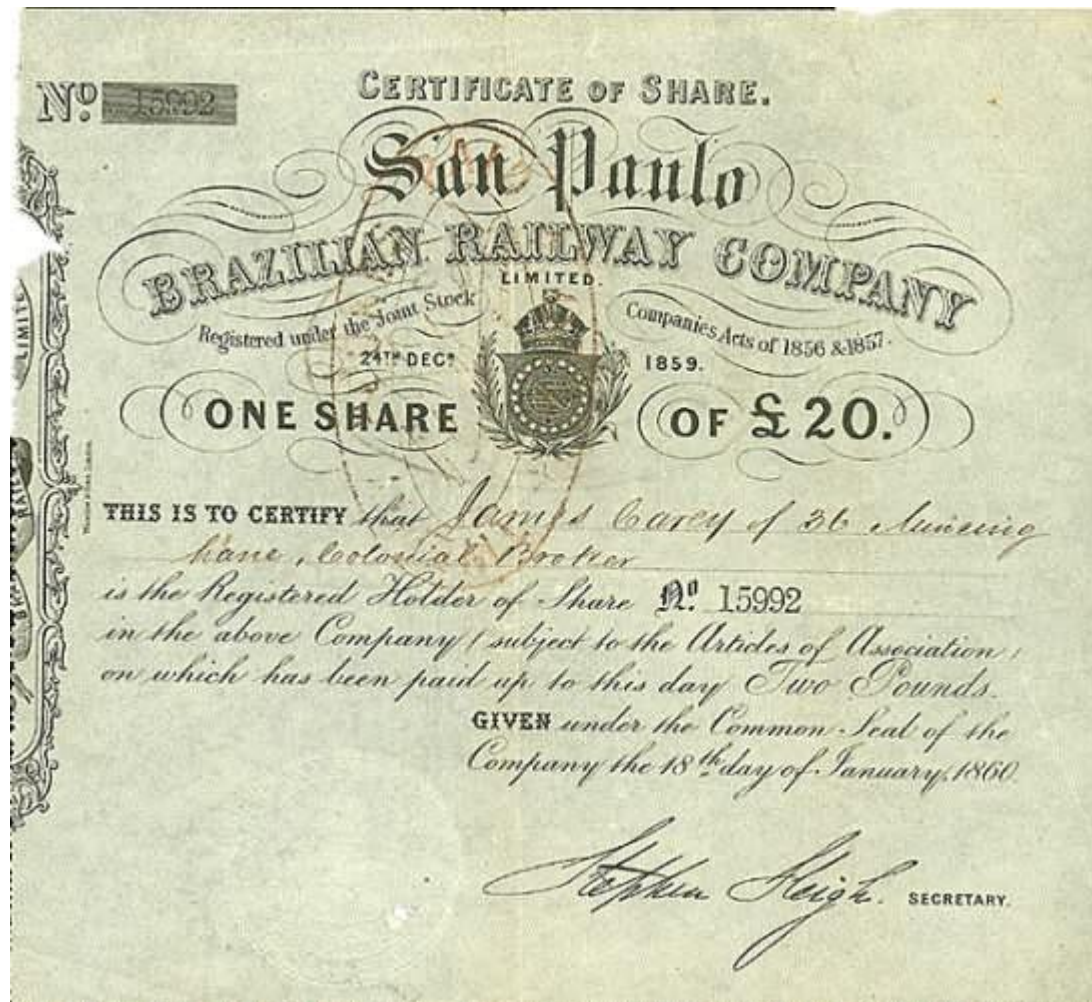 No 15992
CERTIFICATE OF SHARE.
San Paulo
BRAZILIAN RAILWAY COMPANY
LIMITED.
Registered under the Joint Stock Companies Acts of 1856 & 1857.
24TH DECR 1859.
ONE SHARE OF £20.
THIS IS TO CERTIFY that James Carey of 36 Mincing
Lane, Colonial Broker
is the Registered Holder of Share No 15992
in the above Company (subject to the Articles of Association)
on which has been paid up to this day Two Pounds.
GIVEN under the Common Seal of the
Company the 18th day of January, 1860.
Stephen Sleigh. SECRETARY.
LIMITE